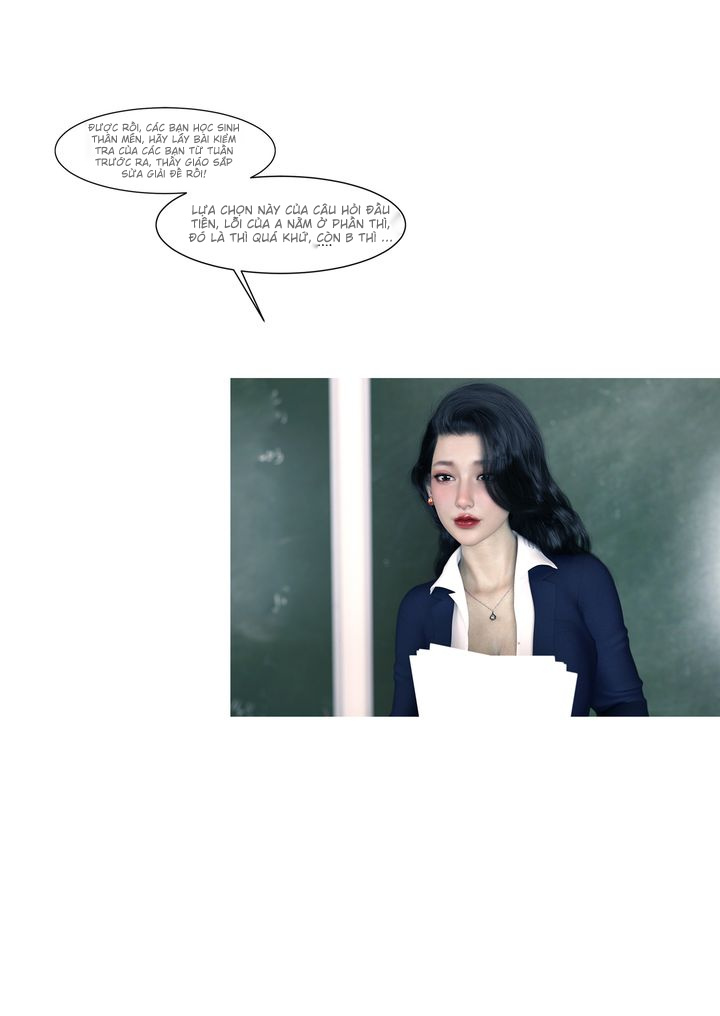 ĐƯỢC RỒI, CÁC BẠN HỌC SINH
THÂN MẾN, HÃY LẤY BÀI KIỂM
TRA CỦA CÁC BẠN TỪ TUẦN
TRƯỚC RA, THẦY GIÁO SẮP
SỬA GIẢI ĐỀ RỒI!
LỰA CHỌN NÀY CỦA CÂU HỎI ĐẦU
TIÊN, LỖI CỦA A NẰM Ở PHẦN THÌ,
ĐÓ LÀ THÌ QUÁ KHỨ, CÒN B THÌ ...
....